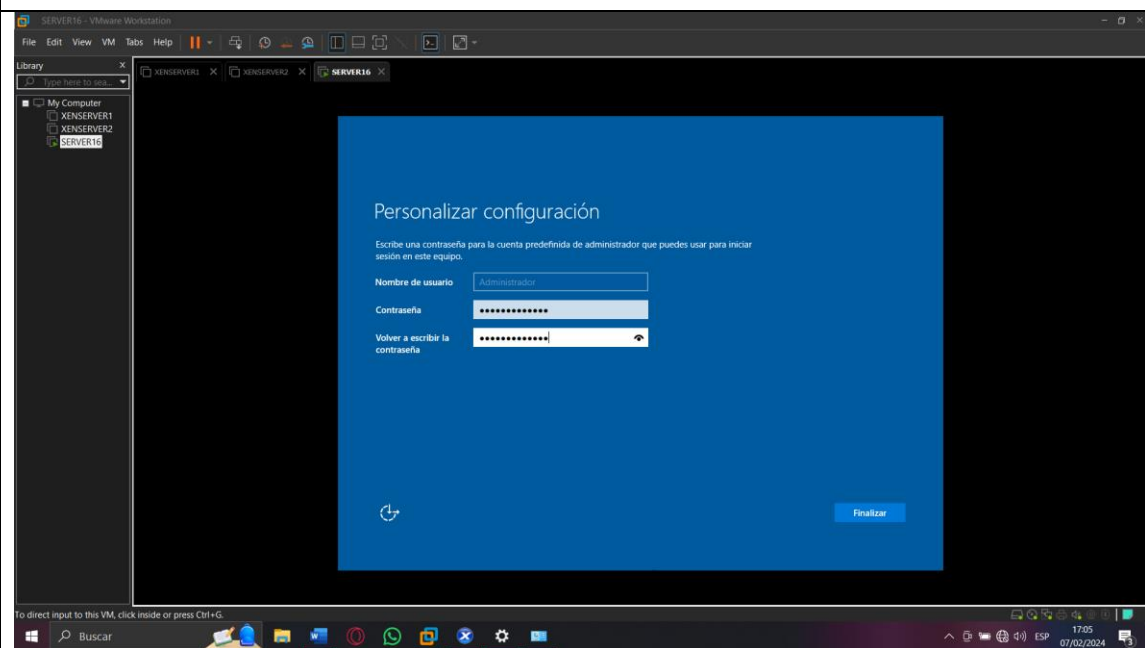 SERVER16 - VMware Workstation
File Edit View VM Tabs Help
Library X
Type here to sea...
XENSERVER1 X XENSERVER2 X SERVER16 X
My Computer
XENSERVER1
XENSERVER2
SERVER16
Personalizar configuración
Escribe una contraseña para la cuenta predefinida de administrador que puedes usar para iniciar
sesión en este equipo.
Nombre de usuario Administrador
Contraseña •••••••••••••
Volver a escribir la •••••••••••••
contraseña
Finalizar
To direct input to this VM, click inside or press Ctrl+G.
Buscar
ESP
17:05
07/02/2024
3